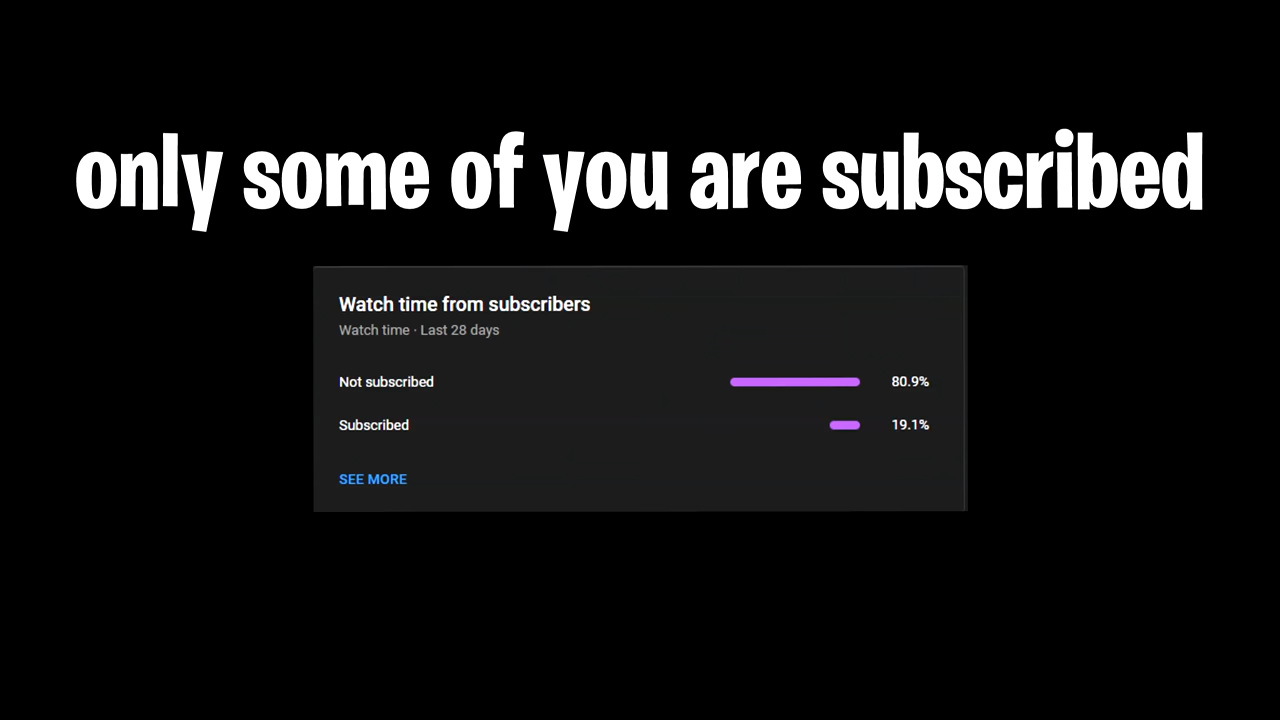 only some of you are subscribed
Watch time from subscribers
Watch time · Last 28 days
Not subscribed 80.9%
Subscribed 19.1%
SEE MORE